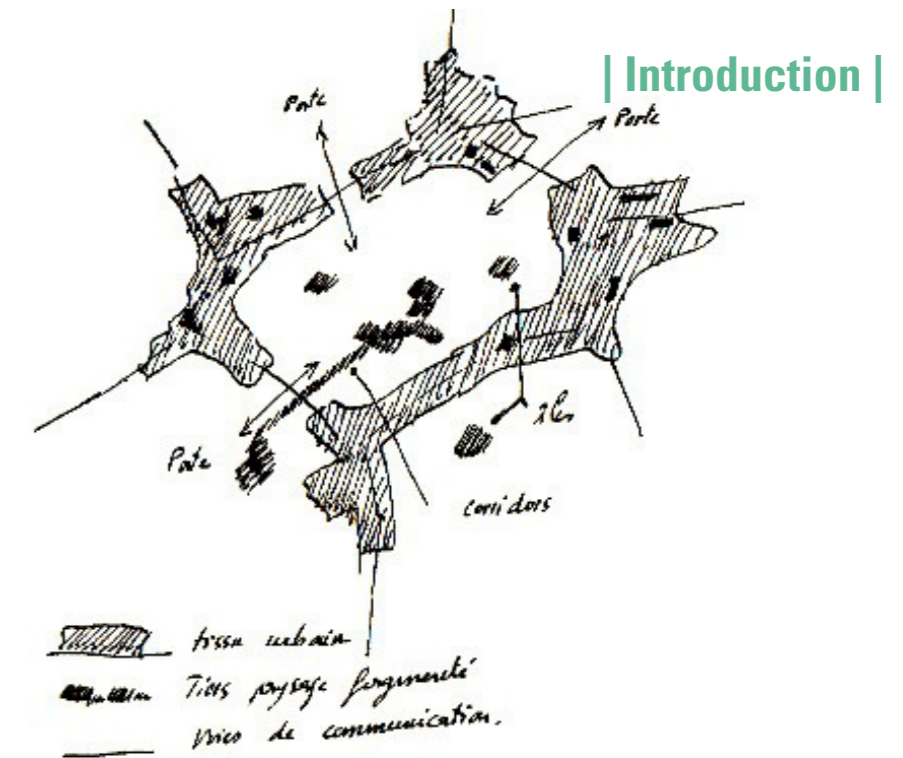 | Introduction |
Porte
Porte
îles
Porte
corridors
tissu urbain
Tiers paysage fragmenté
voies de communication.